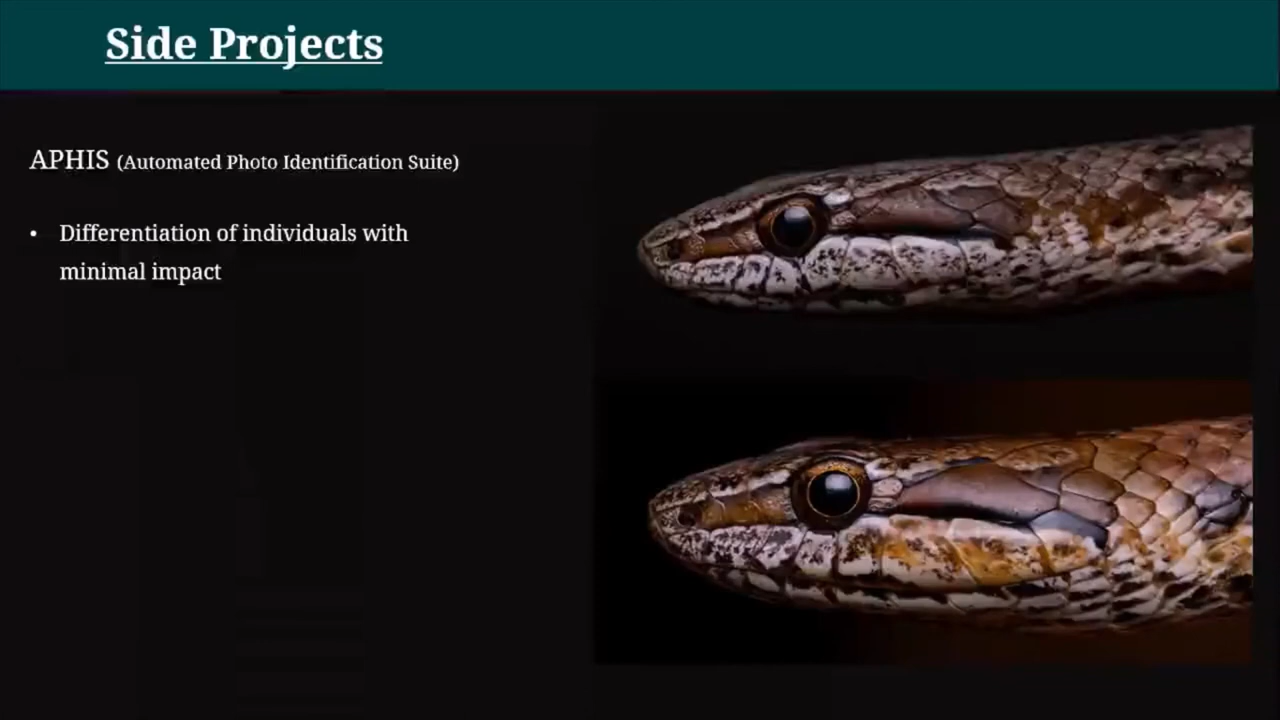 Side Projects
APHIS (Automated Photo Identification Suite)
• Differentiation of individuals with
minimal impact